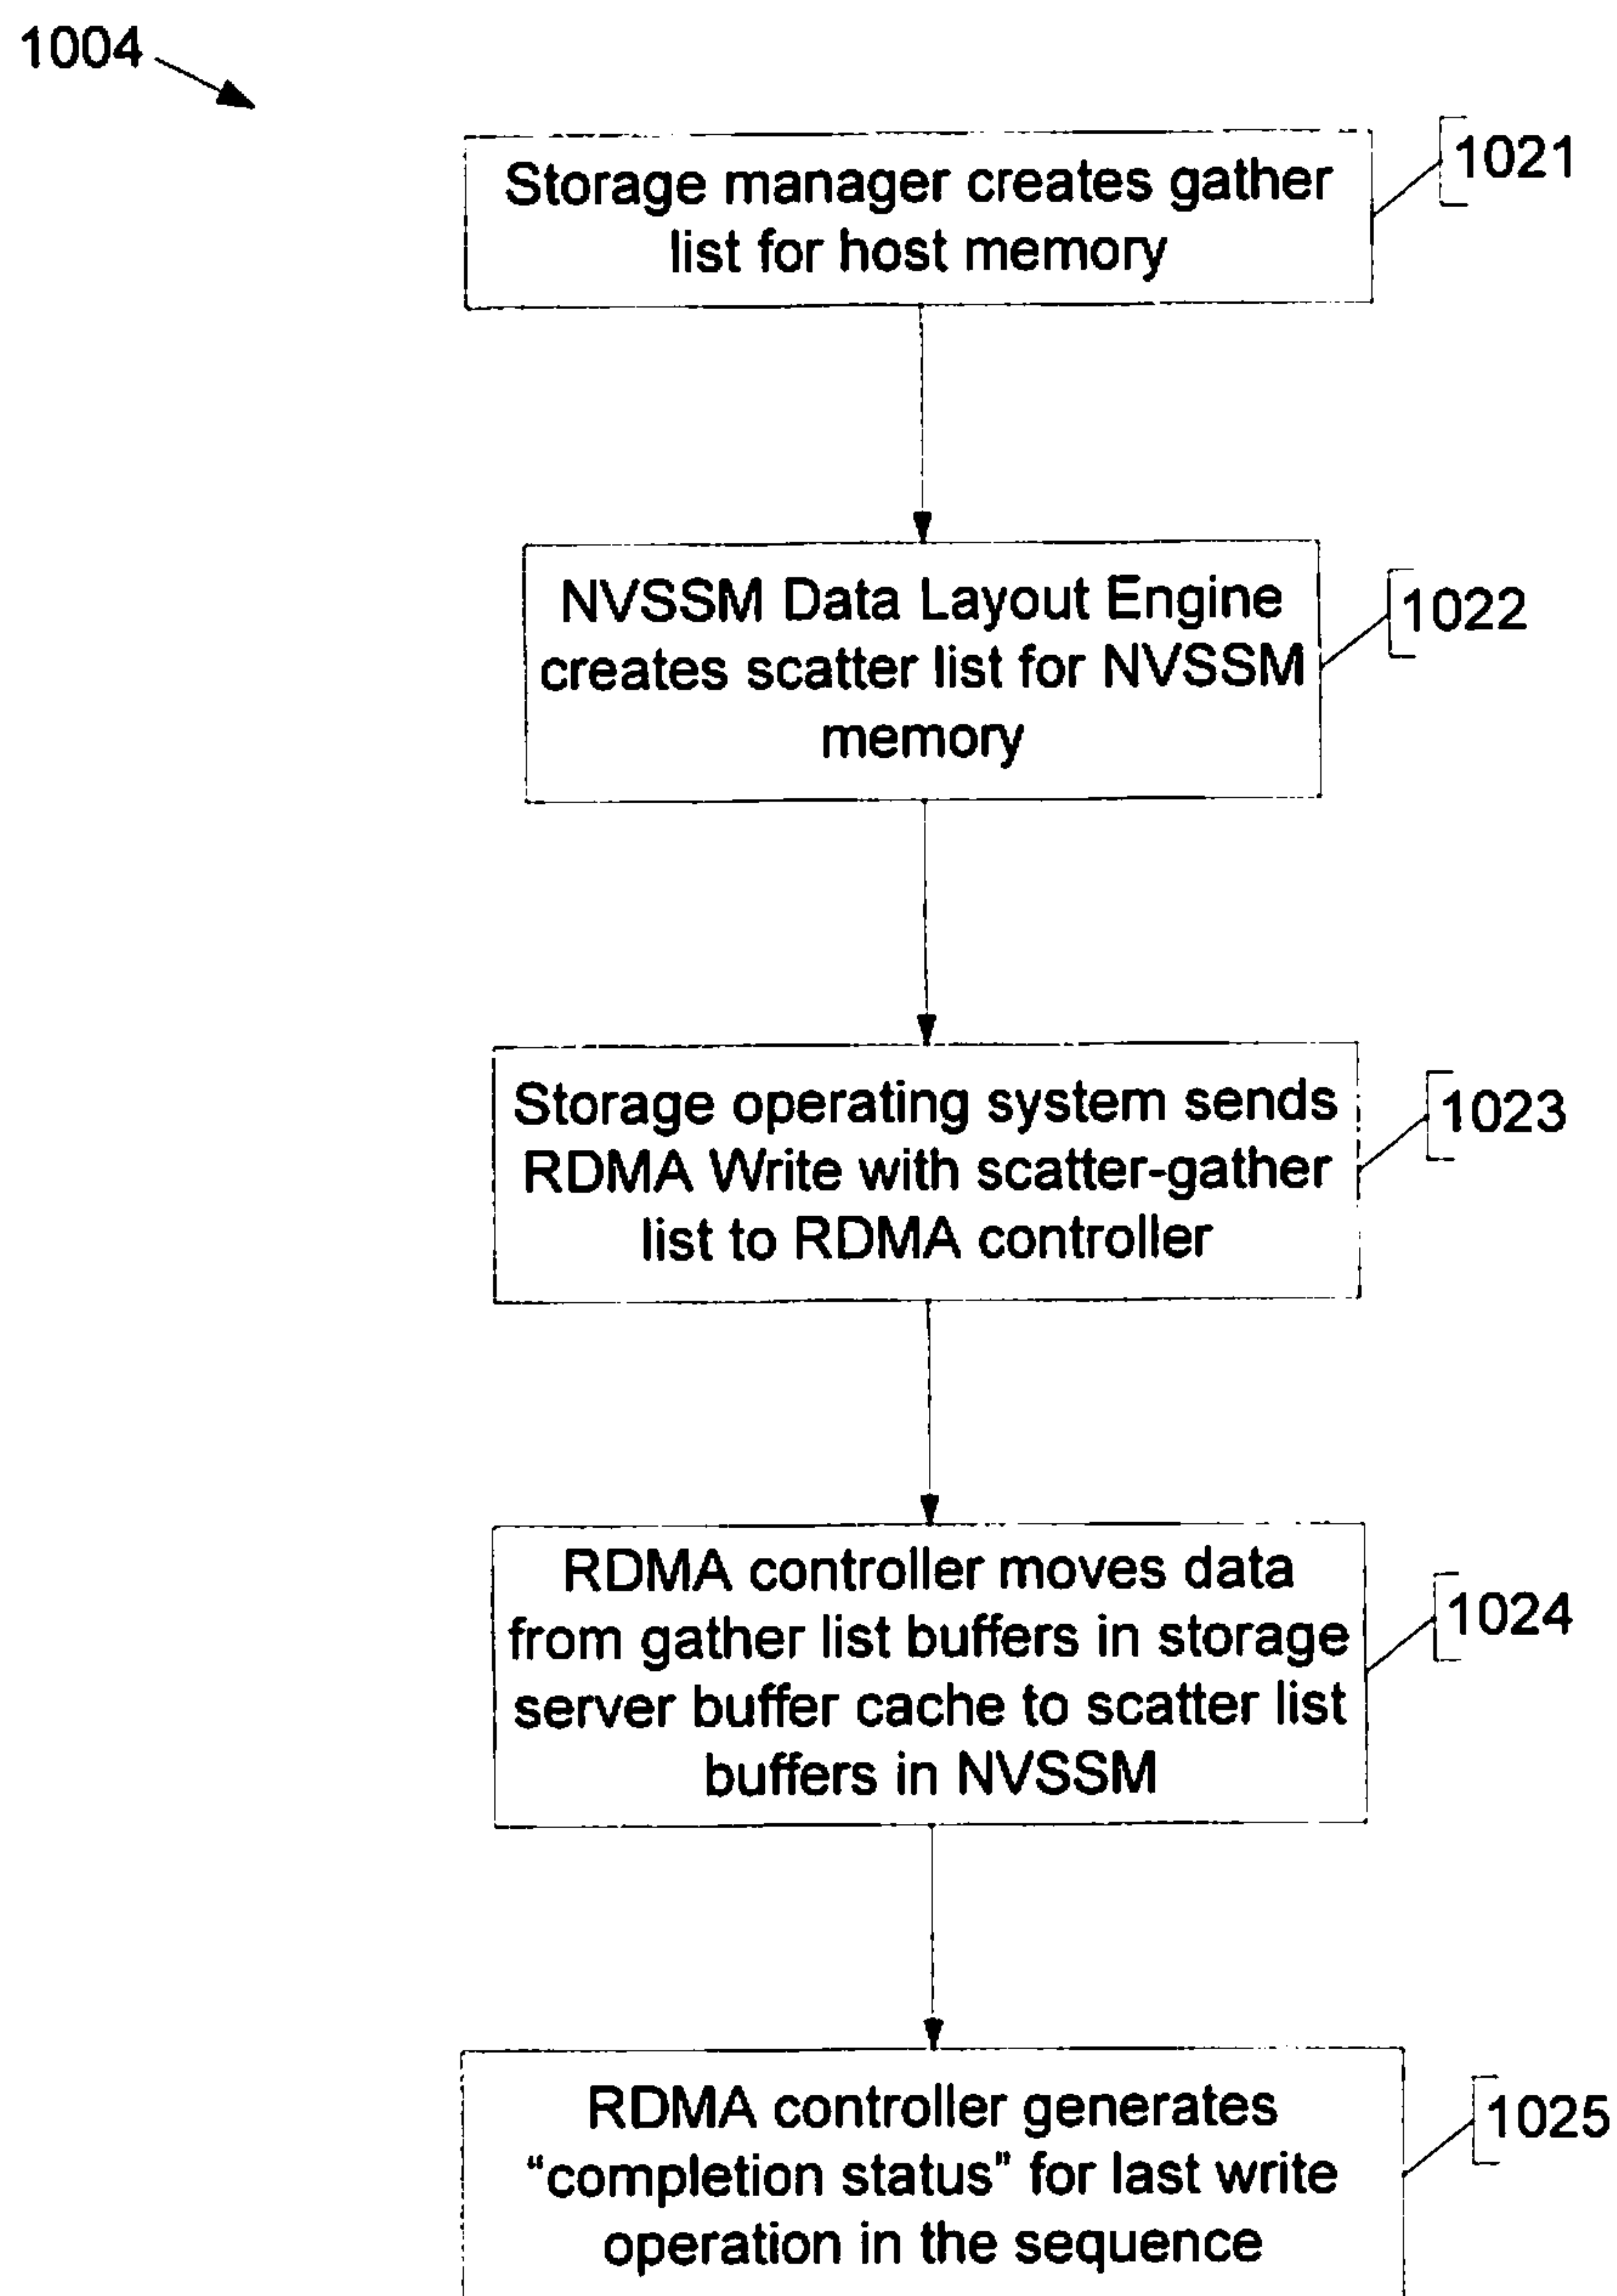 1004
Storage manager creates gather
list for host memory
1021
NVSSM Data Layout Engine
creates scatter list for NVSSM
memory
1022
Storage operating system sends
RDMA Write with scatter-gather
list to RDMA controller
1023
RDMA controller moves data
from gather list buffers in storage
server buffer cache to scatter list
buffers in NVSSM
1024
RDMA controller generates
“completion status” for last write
operation in the sequence
1025